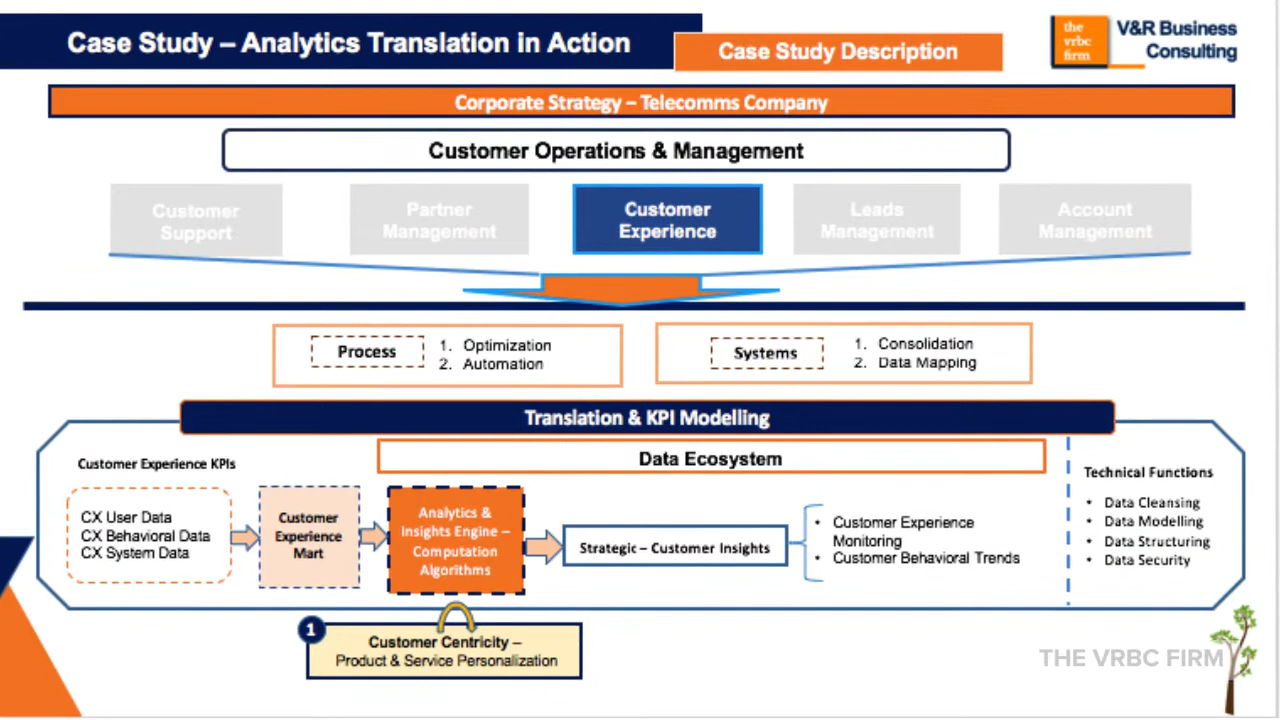 Case Study – Analytics Translation in Action
Case Study Description
the
vrbc
firm
V&R Business
Consulting
Corporate Strategy – Telecomms Company
Customer Operations & Management
Customer
Support
Partner
Management
Customer
Experience
Leads
Management
Account
Management
Process
1. Optimization
2. Automation
Systems
1. Consolidation
2. Data Mapping
Translation & KPI Modelling
Data Ecosystem
Customer Experience KPIs
CX User Data
CX Behavioral Data
CX System Data
Customer
Experience
Mart
Analytics &
Insights Engine –
Computation
Algorithms
Strategic – Customer Insights
• Customer Experience
Monitoring
• Customer Behavioral Trends
Technical Functions
• Data Cleansing
• Data Modelling
• Data Structuring
• Data Security
1
Customer Centricity –
Product & Service Personalization
THE VRBC FIRM